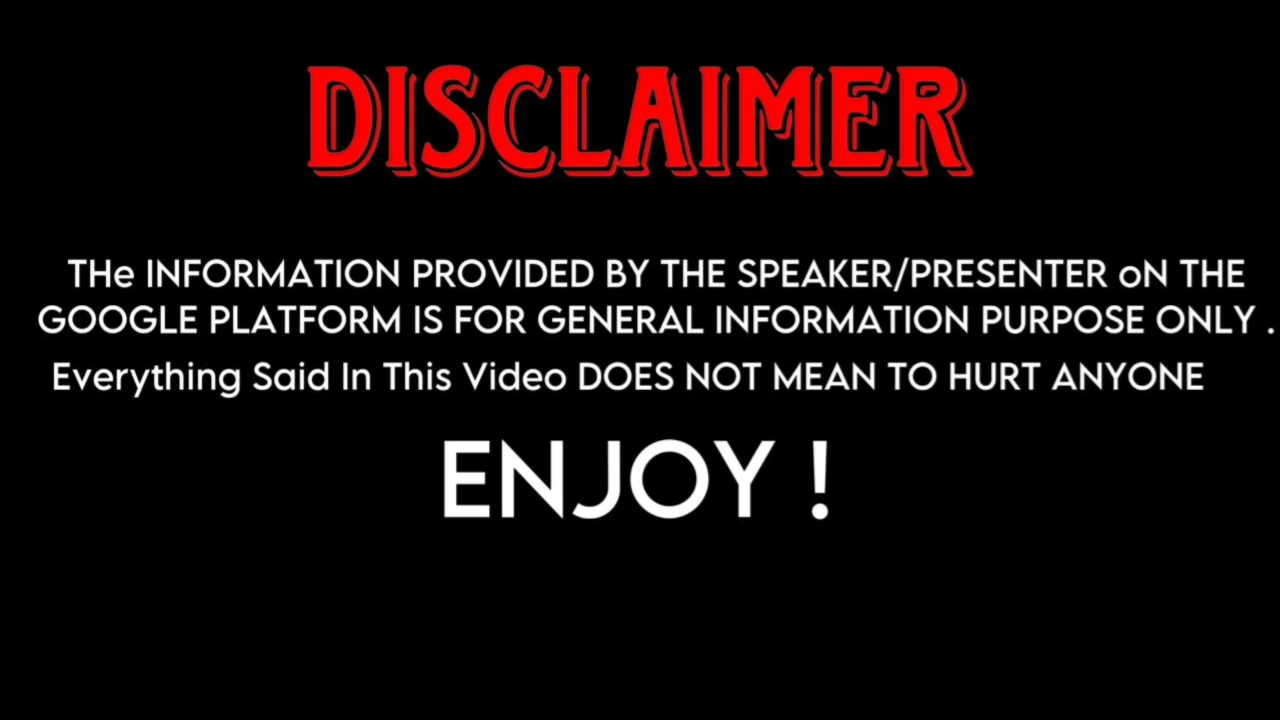 DISCLAIMER
THe INFORMATION PROVIDED BY THE SPEAKER/PRESENTER oN THE
GOOGLE PLATFORM IS FOR GENERAL INFORMATION PURPOSE ONLY .
Everything Said In This Video DOES NOT MEAN TO HURT ANYONE
ENJOY !